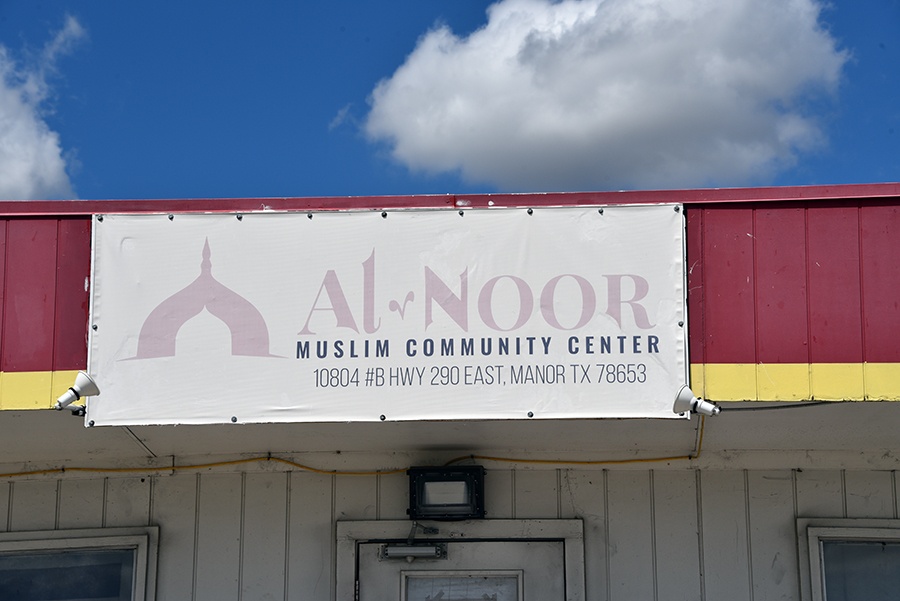 Al-NOOR
MUSLIM COMMUNITY CENTER
10804 #B HWY 290 EAST, MANOR TX 78653